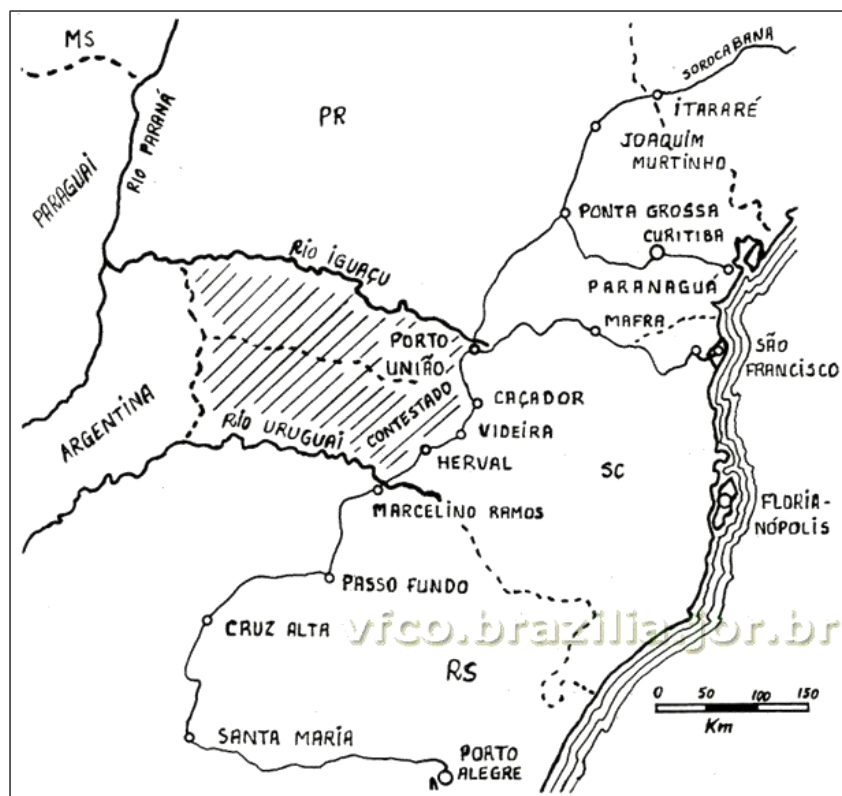 MS
SOROCABANA
ITARARÉ
PR
JOAQUIM
MURTINHO
RIO PARANÁ
PARAGUAI
PONTA GROSSA
CURITIBA
RIO IGUAÇU
PARANAGUÁ
MAFRA
PORTO
UNIÃO
SÃO
FRANCISCO
ARGENTINA
CAÇADOR
CONTESTADO
RIO URUGUAI
VIDEIRA
HERVAL
SC
MARCELINO RAMOS
FLORIA-
NÓPOLIS
PASSO FUNDO
CRUZ ALTA
vfco.brazilia.jor.br
RS
0 50 100 150
Km
SANTA MARIA
PORTO
ALEGRE